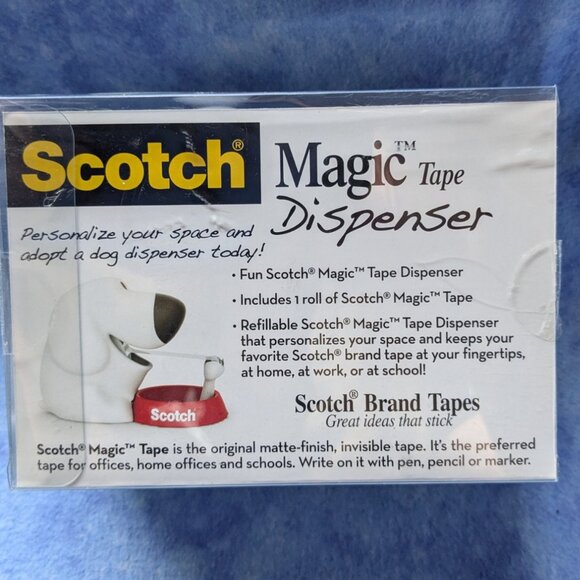 Scotch® Magic™ Tape
Dispenser
Personalize your space and
adopt a dog dispenser today!
• Fun Scotch® Magic™ Tape Dispenser
• Includes 1 roll of Scotch® Magic™ Tape
• Refillable Scotch® Magic™ Tape Dispenser
that personalizes your space and keeps your
favorite Scotch® brand tape at your fingertips,
at home, at work, or at school!
Scotch
Scotch® Brand Tapes
Great ideas that stick
Scotch® Magic™ Tape is the original matte-finish, invisible tape. It's the preferred
tape for offices, home offices and schools. Write on it with pen, pencil or marker.